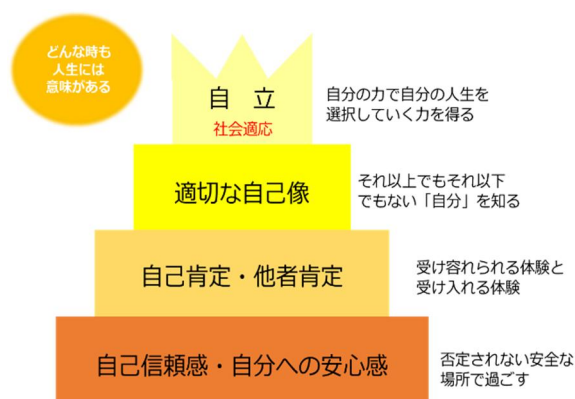 どんな時も
人生には
意味がある
自 立
社会適応
自分の力で自分の人生を
選択していく力を得る
適切な自己像
それ以上でもそれ以下
でもない「自分」を知る
自己肯定・他者肯定
受け容れられる体験と
受け入れる体験
自己信頼感・自分への安心感
否定されない安全な
場所で過ごす